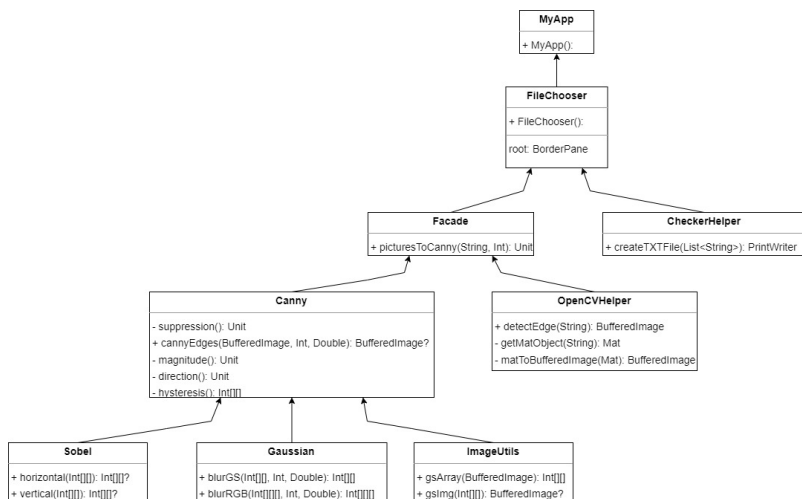 MyApp
+ MyApp():
FileChooser
+ FileChooser():
root: BorderPane
Facade
+ picturesToCanny(String, Int): Unit
CheckerHelper
+ createTXTFile(List<String>): PrintWriter
Canny
- suppression(): Unit
+ cannyEdges(BufferedImage, Int, Double): BufferedImage?
- magnitude(): Unit
- direction(): Unit
- hysteresis(): Int[][]
OpenCVHelper
+ detectEdge(String): BufferedImage
- getMatObject(String): Mat
- matToBufferedImage(Mat): BufferedImage
Sobel
+ horizontal(Int[][]): Int[][]?
+ vertical(Int[][]): Int[][]?
Gaussian
+ blurGS(Int[][], Int, Double): Int[][]
+ blurRGB(Int[][][], Int, Double): Int[][][]
ImageUtils
+ gsArray(BufferedImage): Int[][]
+ gsImg(Int[][]): BufferedImage?